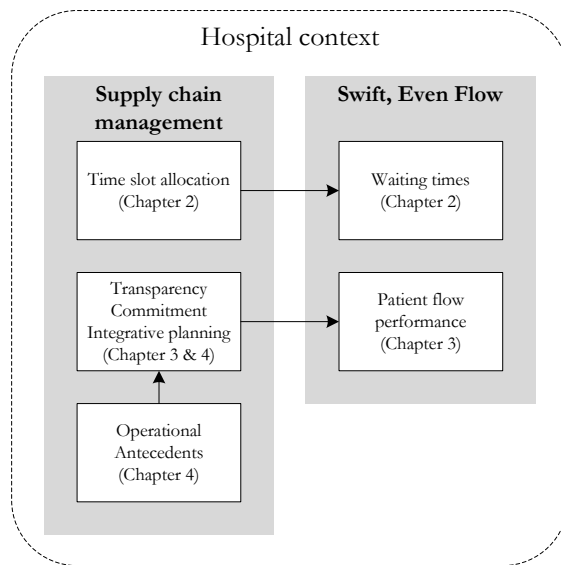 Hospital context
Supply chain
management
Swift, Even Flow
Time slot allocation
(Chapter 2)
Waiting times
(Chapter 2)
Transparency
Commitment
Integrative planning
(Chapter 3 & 4)
Patient flow
performance
(Chapter 3)
Operational
Antecedents
(Chapter 4)